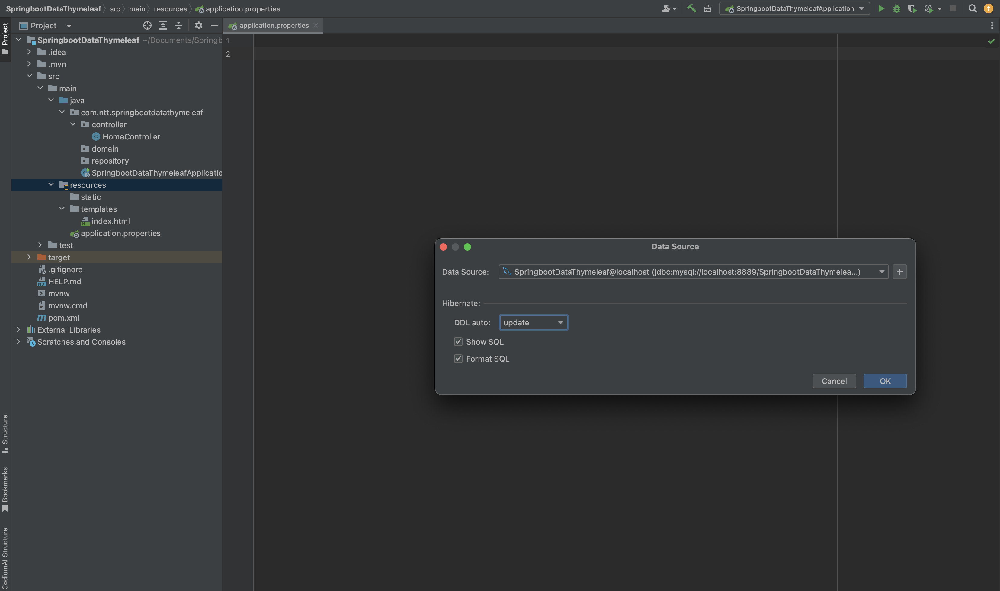 SpringbootDataThymeleaf
src
main
resources
application.properties
SpringbootDataThymeleafApplication
Project
Project
application.properties
SpringbootDataThymeleaf ~/Documents/Springb
.idea
.mvn
src
main
java
com.ntt.springbootdatathymeleaf
controller
HomeController
domain
repository
SpringbootDataThymeleafApplicatio
resources
static
templates
index.html
application.properties
test
target
.gitignore
HELP.md
mvnw
mvnw.cmd
pom.xml
External Libraries
Scratches and Consoles
Structure
Bookmarks
CodiumAI Structure
1
2
Data Source
Data Source: SpringbootDataThymeleaf@localhost (jdbc:mysql://localhost:8889/SpringbootDataThymelea...)
Hibernate:
DDL auto: update
Show SQL
Format SQL
Cancel OK